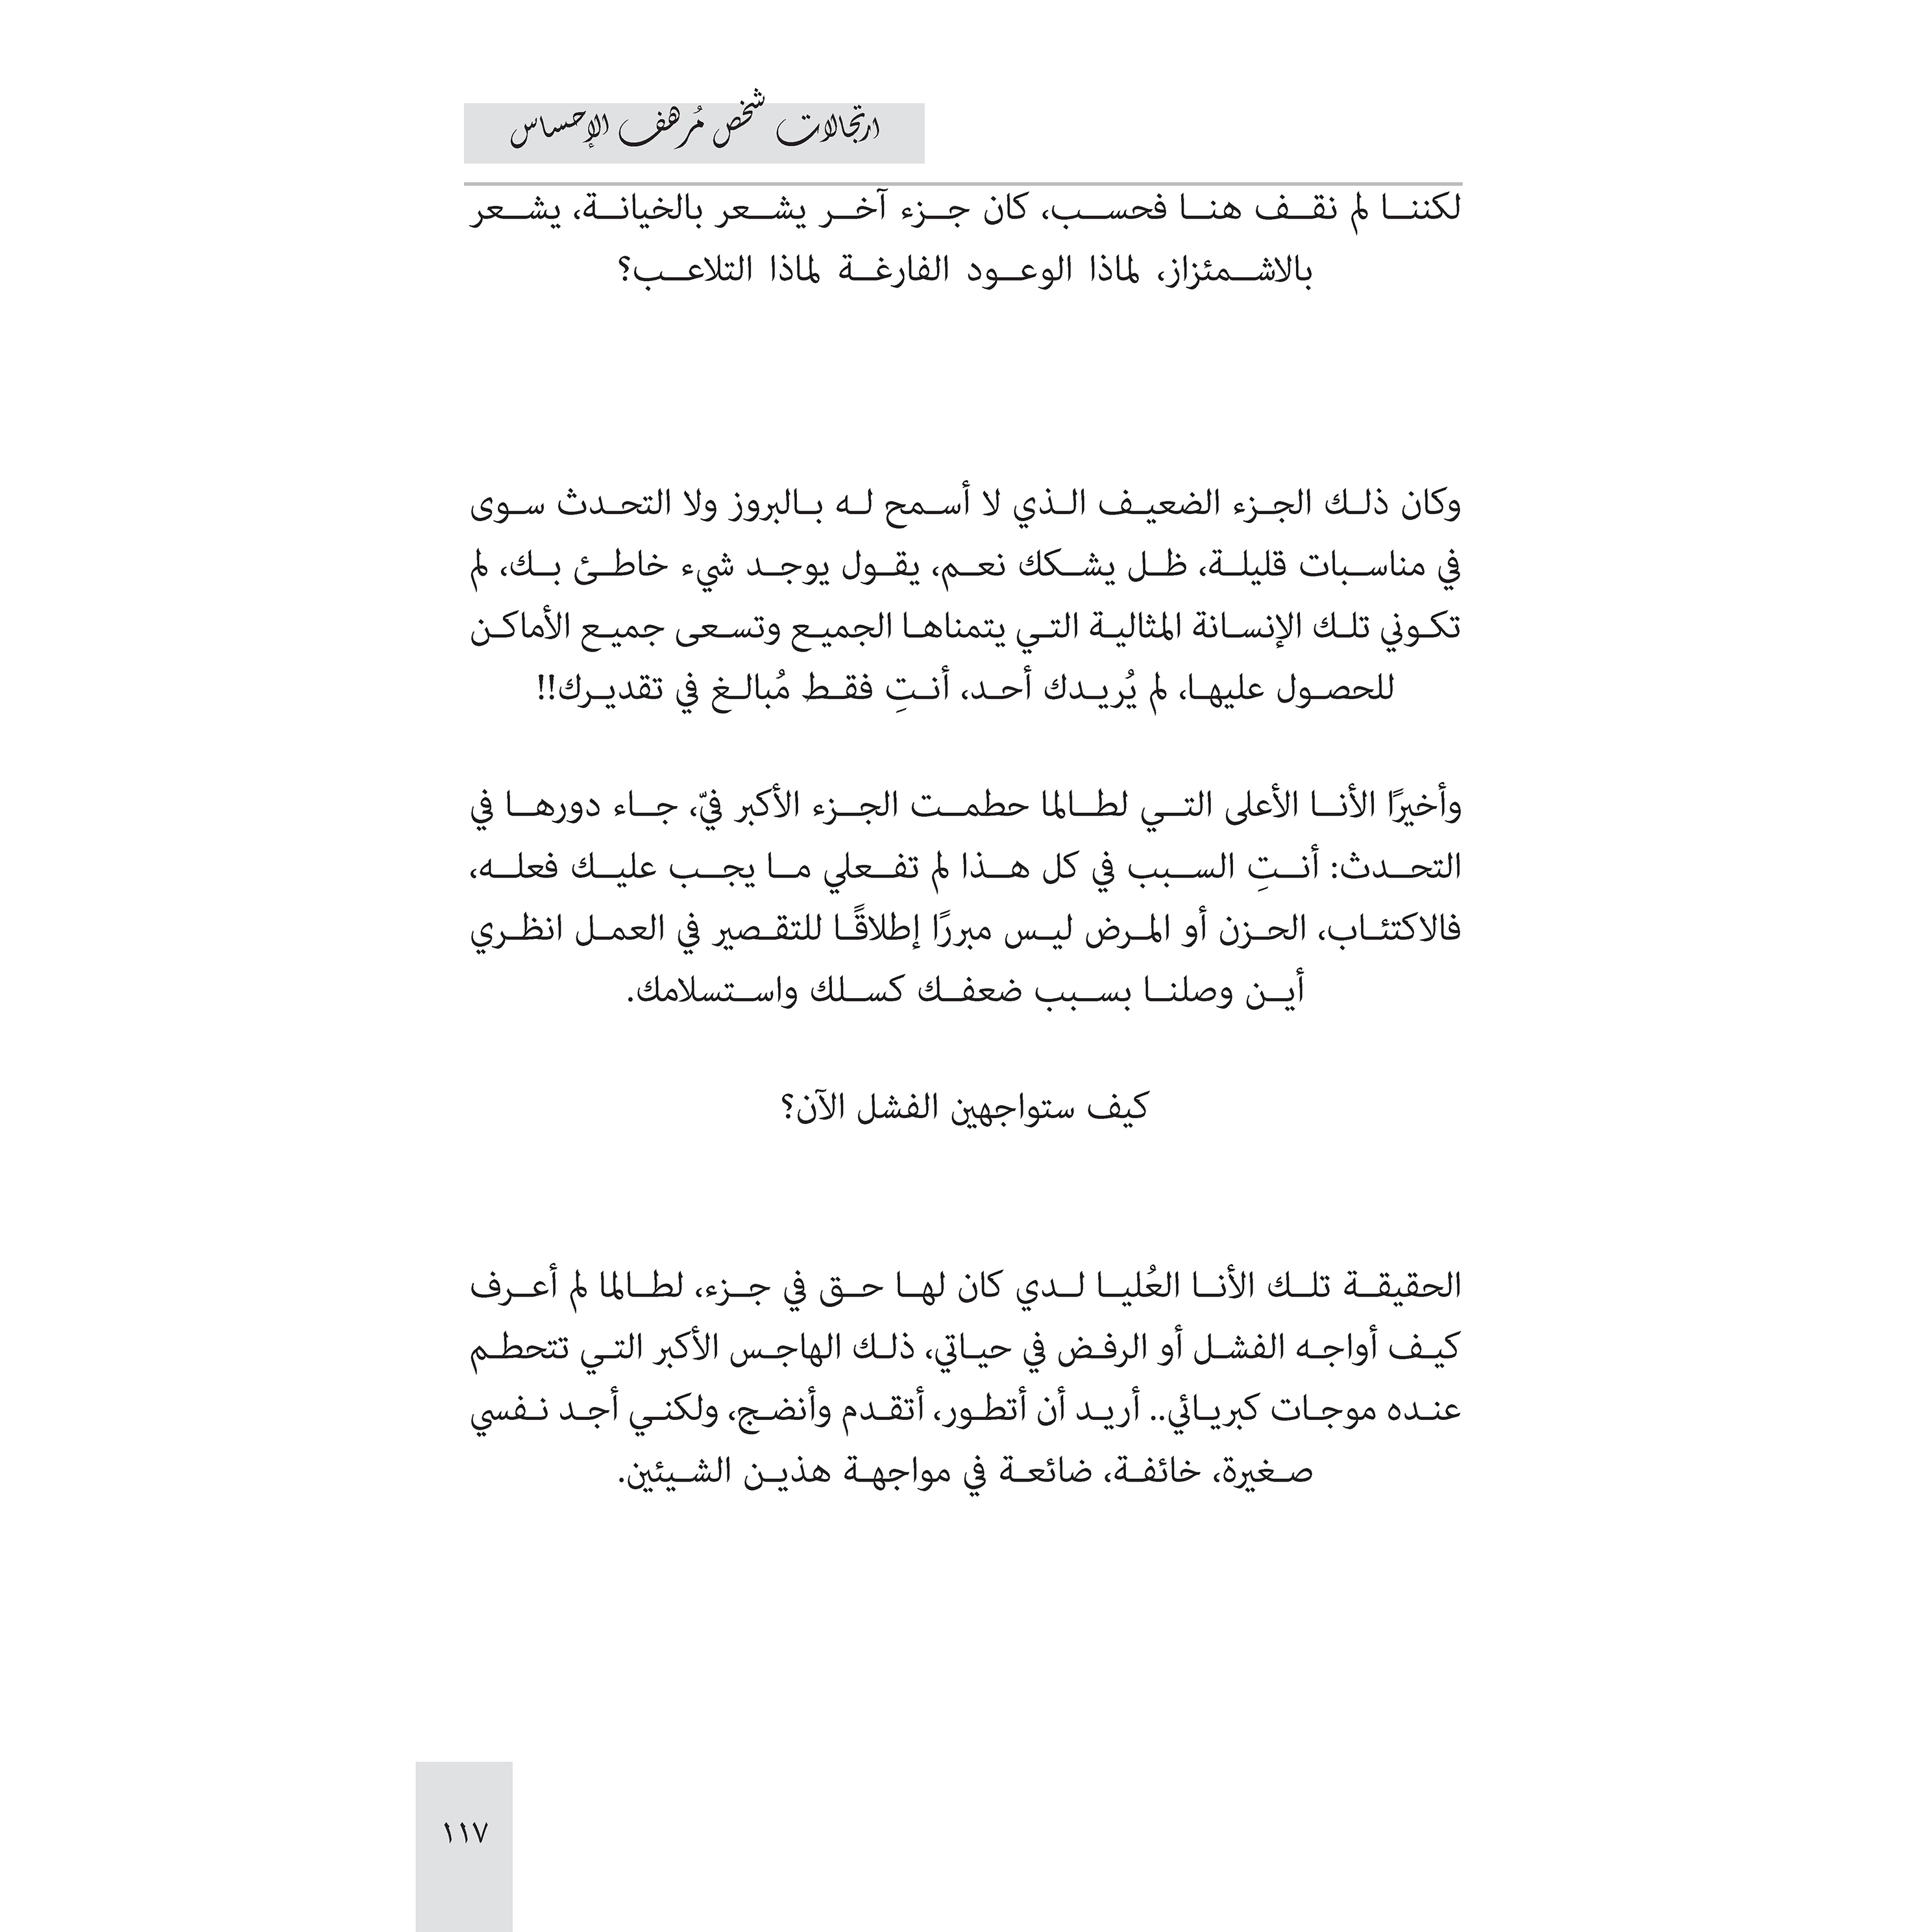 ارتجالات شخص مُرهف الإحساس
لكننا لم نقف هنا فحسب، كان جزء آخر يشعر بالخيانة، يشعر
بالاشمئزاز، لماذا الوعود الفارغة لماذا التلاعب؟
وكان ذلك الجزء الضعيف الذي لا أسمح له بالبروز ولا التحدث سوى
في مناسبات قليلة، ظل يشكك نعم، يقول يوجد شيء خاطئ بك، لم
تكوني تلك الإنسانة المثالية التي يتمناها الجميع وتسعى جميع الأماكن
للحصول عليها، لم يُريدك أحد، أنتِ فقط مُبالغ في تقديرك!!
وأخيرًا الأنا الأعلى التي لطالما حطمت الجزء الأكبر فيّ، جاء دورها في
التحدث: أنتِ السبب في كل هذا لم تفعلي ما يجب عليك فعله،
فالاكتئاب، الحزن أو المرض ليس مبررًا إطلاقًا للتقصير في العمل انظري
أين وصلنا بسبب ضعفك كسلك واستسلامك.
كيف ستواجهين الفشل الآن؟
الحقيقة تلك الأنا العُليا لدي كان لها حق في جزء، لطالما لم أعرف
كيف أواجه الفشل أو الرفض في حياتي، ذلك الهاجس الأكبر التي تتحطم
عنده موجات كبريائي.. أريد أن أتطور، أتقدم وأنضج، ولكني أجد نفسي
صغيرة، خائفة، ضائعة في مواجهة هذين الشيئين.
١١٧